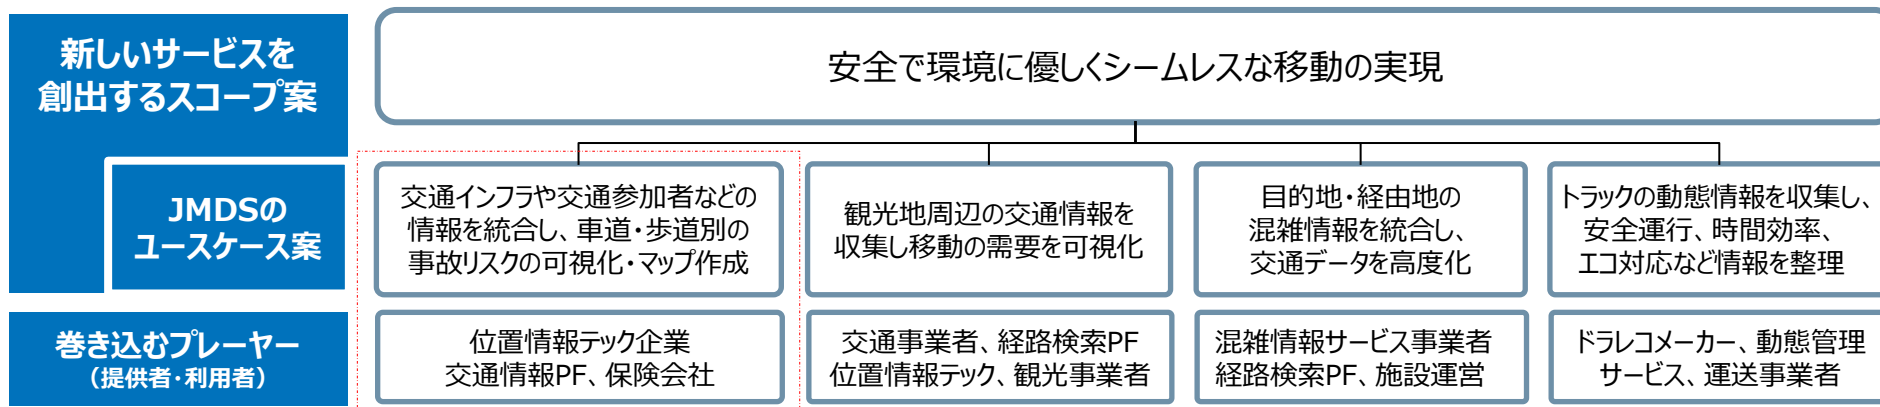 新しいサービスを
創出するスコープ案
安全で環境に優しくシームレスな移動の実現
JMDSの
ユースケース案
交通インフラや交通参加者などの
情報を統合し、車道・歩道別の
事故リスクの可視化・マップ作成
観光地周辺の交通情報を
収集し移動の需要を可視化
目的地・経由地の
混雑情報を統合し、
交通データを高度化
トラックの動態情報を収集し、
安全運行、時間効率、
エコ対応など情報を整理
巻き込むプレーヤー
（提供者・利用者）
位置情報テック企業
交通情報PF、保険会社
交通事業者、経路検索PF
位置情報テック、観光事業者
混雑情報サービス事業者
経路検索PF、施設運営
ドラレコメーカー、動態管理
サービス、運送事業者